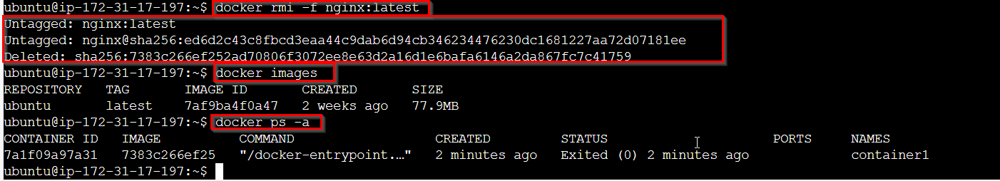 ubuntu@ip-172-31-17-197:~$ docker rmi -f nginx:latest
Untagged: nginx:latest
Untagged: nginx@sha256:ed6d2c43c8fbcd3eaa44c9dab6d94cb346234476230dc1681227aa72d07181ee
Deleted: sha256:7383c266ef252ad70806f3072ee8e63d2a16d1e6bafa6146a2da867fc7c41759
ubuntu@ip-172-31-17-197:~$ docker images
REPOSITORY   TAG       IMAGE ID       CREATED       SIZE
ubuntu       latest    7af9ba4f0a47   2 weeks ago   77.9MB
ubuntu@ip-172-31-17-197:~$ docker ps -a
CONTAINER ID   IMAGE          COMMAND                  CREATED         STATUS                     PORTS     NAMES
7a1f09a97a31   7383c266ef25   "/docker-entrypoint.…"   2 minutes ago   Exited (0) 2 minutes ago             container1
ubuntu@ip-172-31-17-197:~$